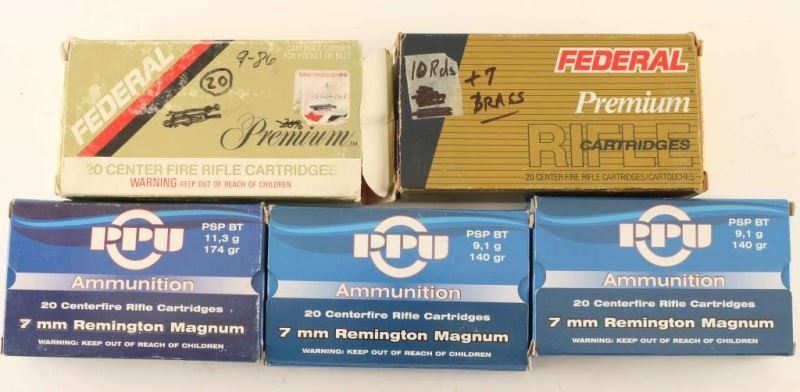 FEDERAL
9-86
20
CARTRIDGE CARRIER
FOR POCKET OR BELT
Premium
20 CENTER FIRE RIFLE CARTRIDGES
WARNING KEEP OUT OF REACH OF CHILDREN
10 Rds
+7
BRASS
FEDERAL
Premium
RIFLE
CARTRIDGES
20 CENTER FIRE RIFLE CARTRIDGES/CARTOUCHES
PPU
PSP BT
11,3 g
174 gr
Ammunition
20 Centerfire Rifle Cartridges
7 mm Remington Magnum
WARNING: KEEP OUT OF REACH OF CHILDREN
PPU
PSP BT
9,1 g
140 gr
Ammunition
20 Centerfire Rifle Cartridges
7 mm Remington Magnum
WARNING: KEEP OUT OF REACH OF CHILDREN
PPU
PSP BT
9,1 g
140 gr
Ammunition
20 Centerfire Rifle Cartridges
7 mm Remington Magnum
WARNING: KEEP OUT OF REACH OF CHILDREN